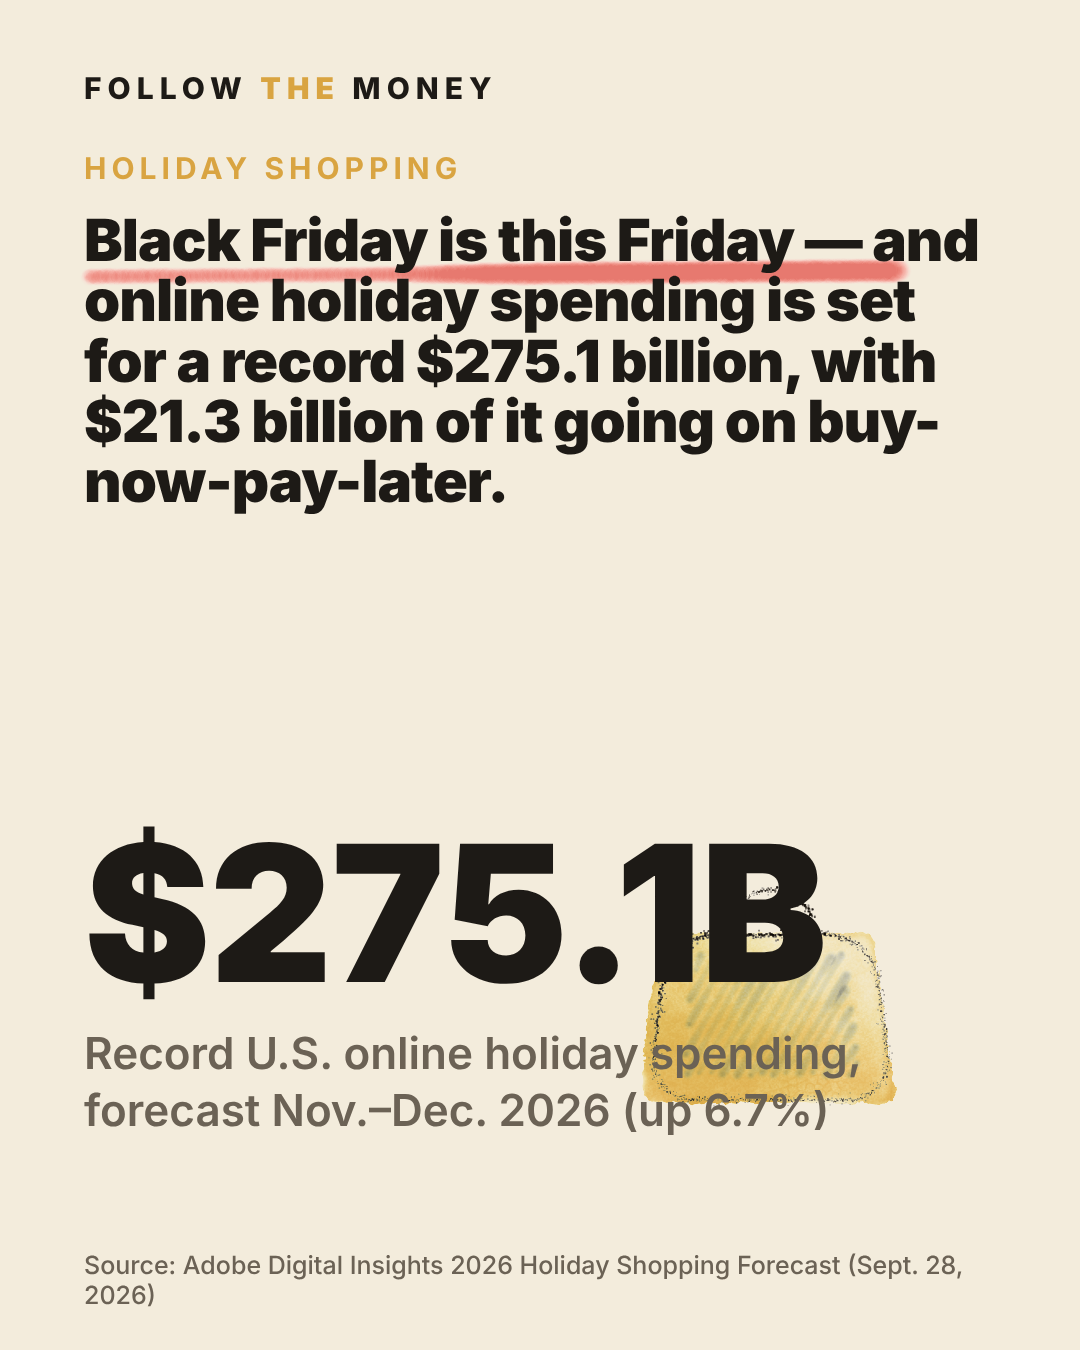 FOLLOW THE MONEY
HOLIDAY SHOPPING
Black Friday is this Friday — and
online holiday spending is set
for a record $275.1 billion, with
$21.3 billion of it going on buy-
now-pay-later.
$275.1B
Record U.S. online holiday spending,
forecast Nov.–Dec. 2026 (up 6.7%)
Source: Adobe Digital Insights 2026 Holiday Shopping Forecast (Sept. 28,
2026)